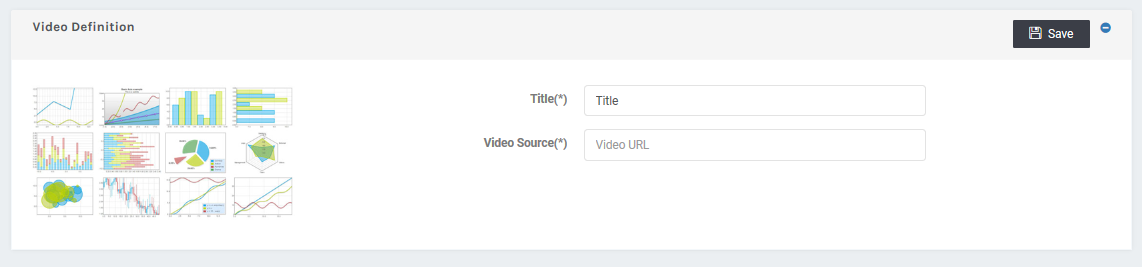 Video Definition
Save
Title(*)
Title
Video Source(*)
Video URL